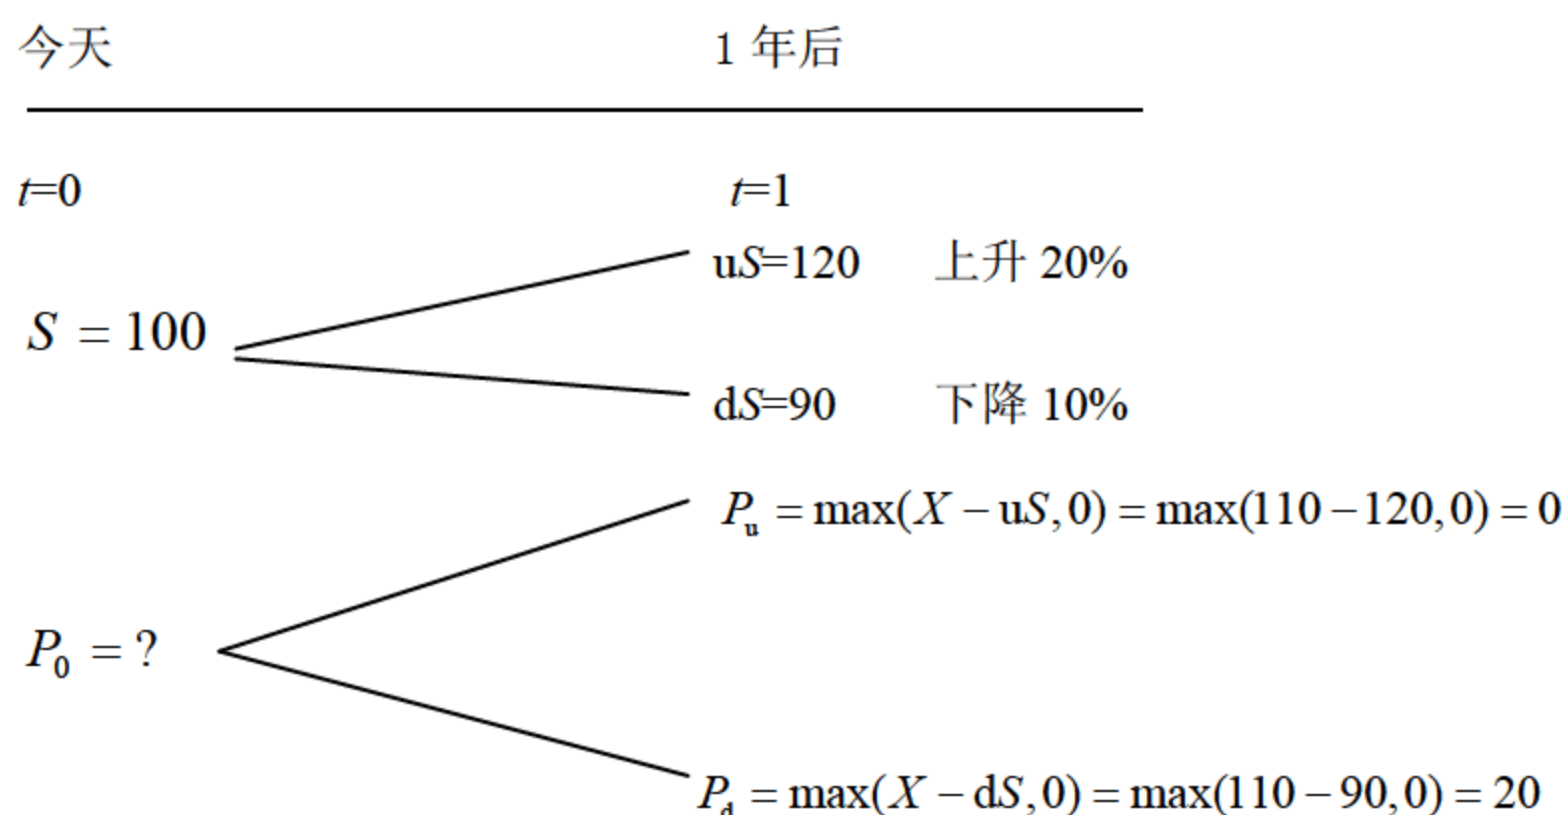 今天 1 年后
t=0 t=1
uS=120 上升 20%
S = 100
dS=90 下降 10%
P_u = max(X − uS, 0) = max(110 − 120, 0) = 0
P_0 = ?
P_d = max(X − dS, 0) = max(110 − 90, 0) = 20